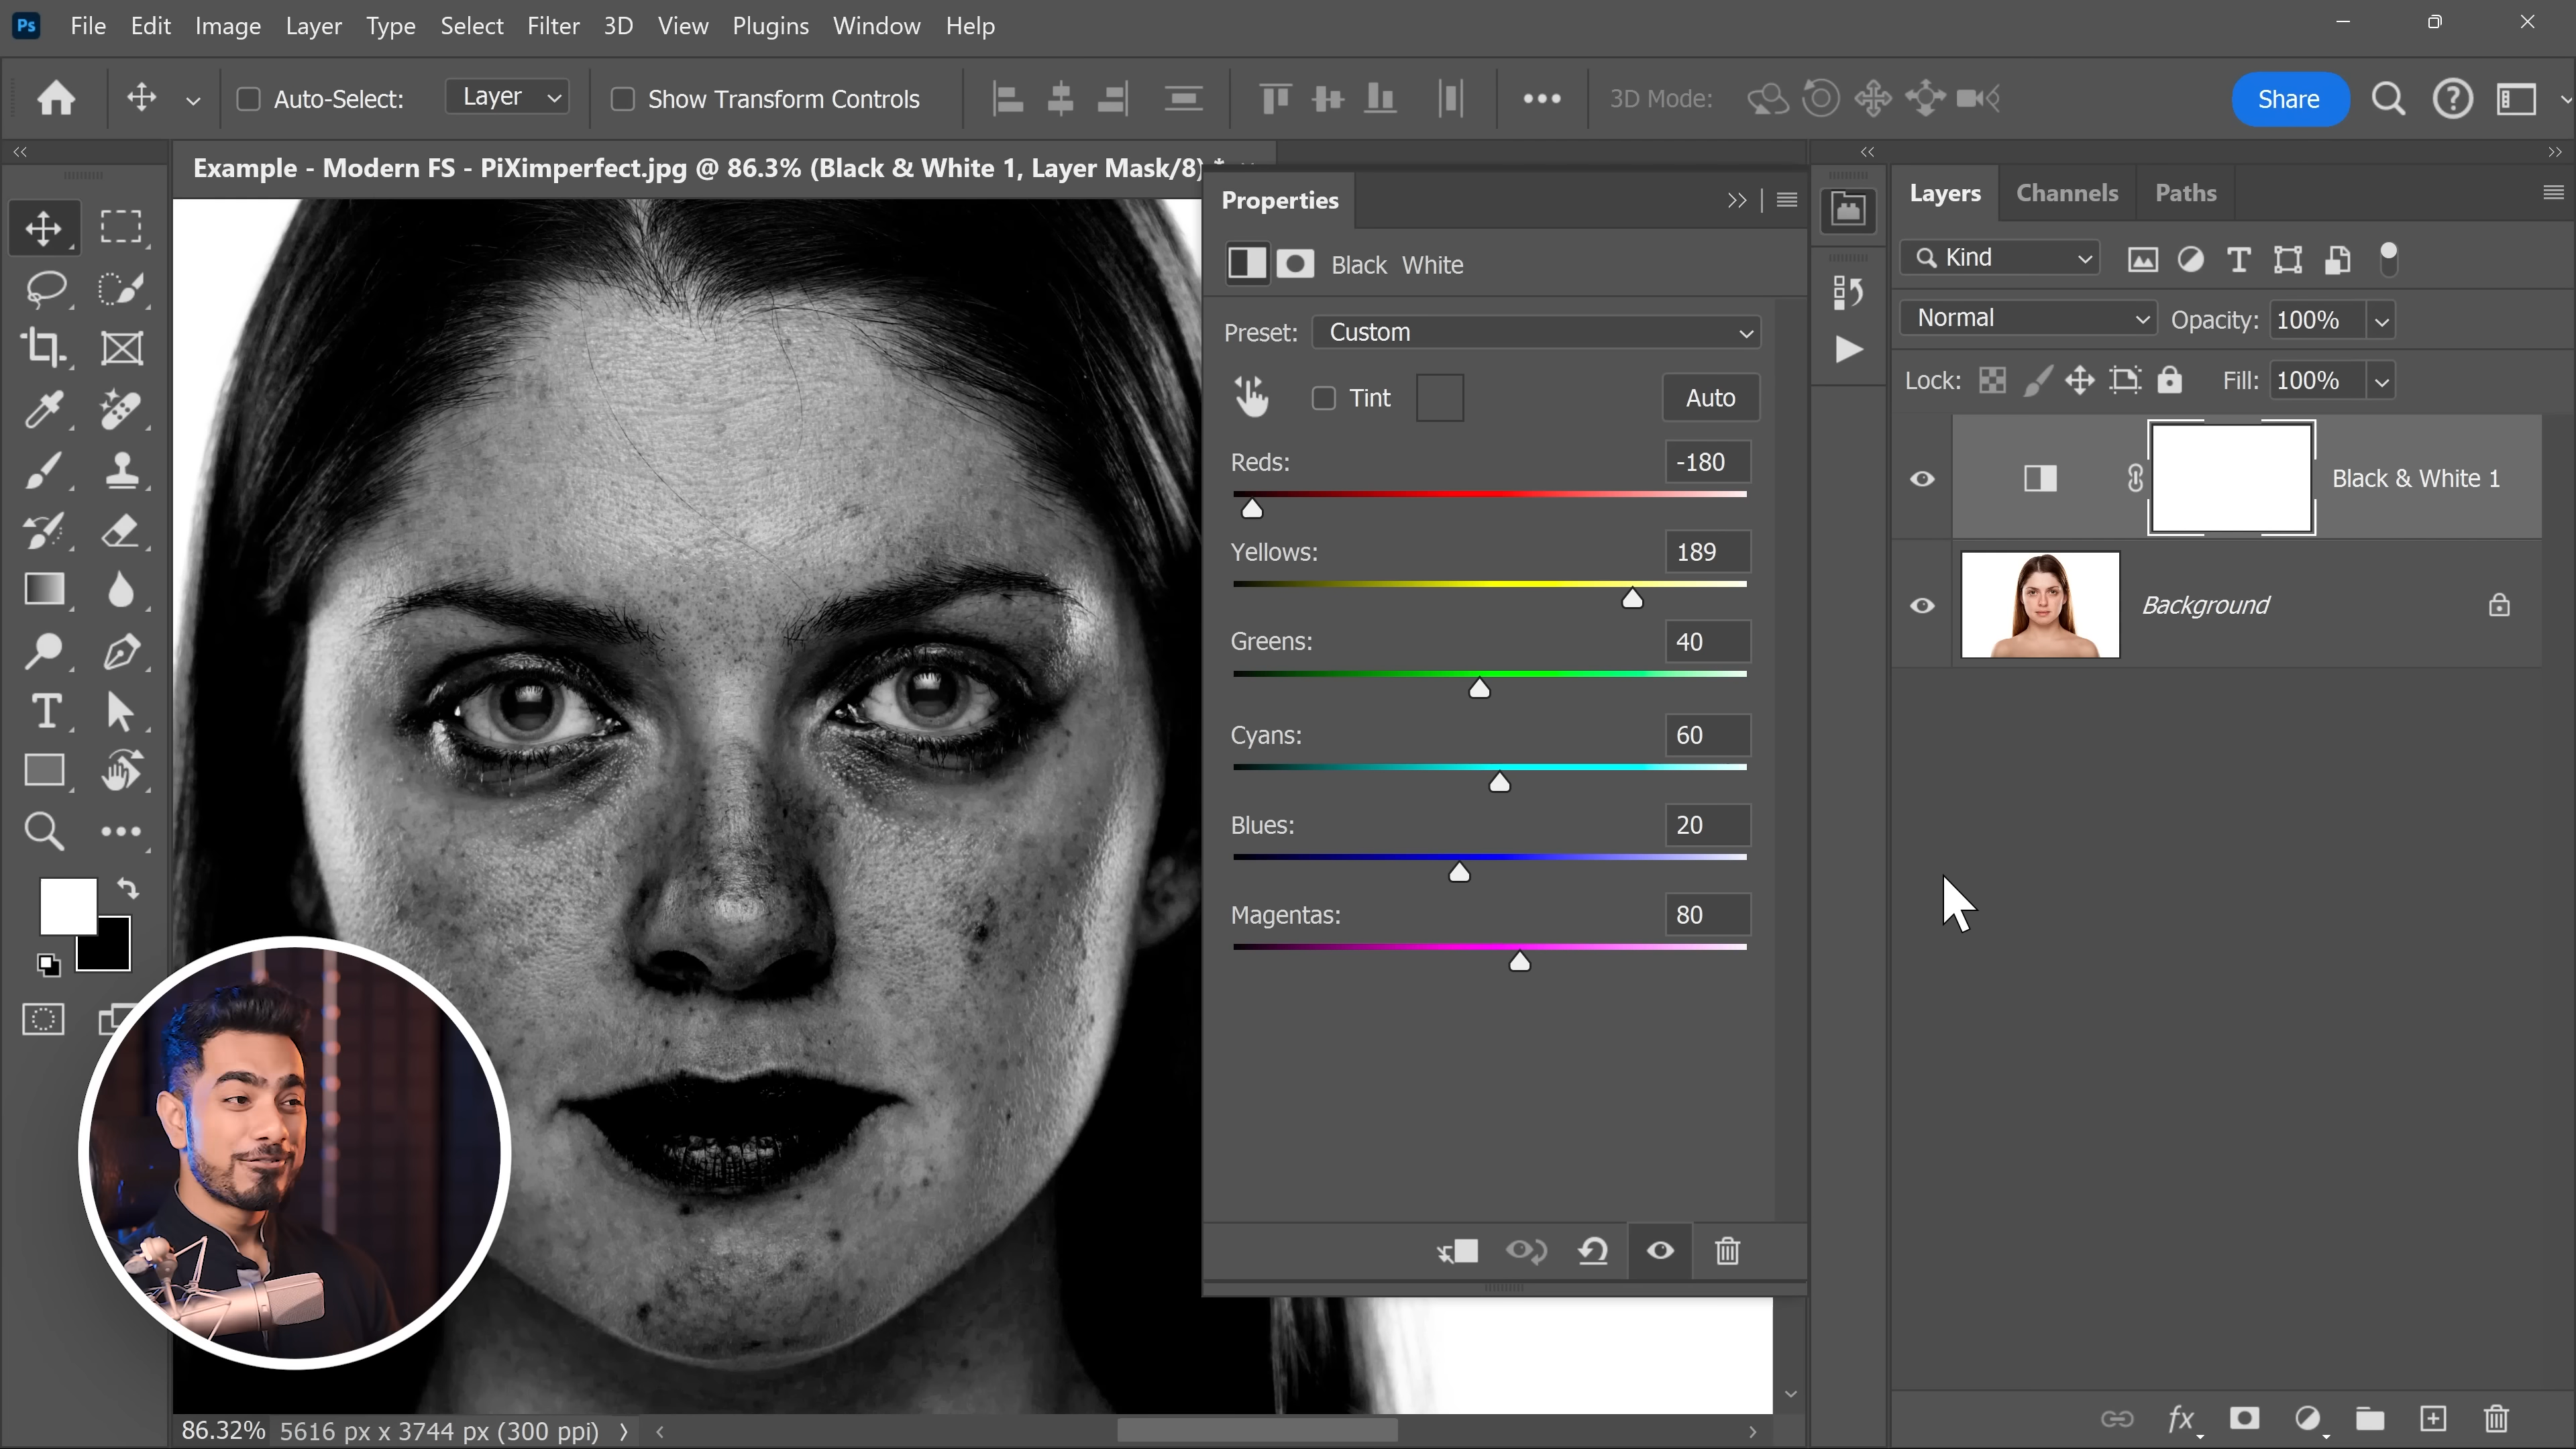 Ps File Edit Image Layer Type Select Filter 3D View Plugins Window Help
Auto-Select: Layer Show Transform Controls 3D Mode: Share
Example - Modern FS - PiXimperfect.jpg @ 86.3% (Black & White 1, Layer Mask/8) *
Properties
Black White
Preset: Custom
Tint Auto
Reds: -180
Yellows: 189
Greens: 40
Cyans: 60
Blues: 20
Magentas: 80
Layers Channels Paths
Kind
Normal Opacity: 100%
Lock: Fill: 100%
Black & White 1
Background
fx
86.32% 5616 px x 3744 px (300 ppi)